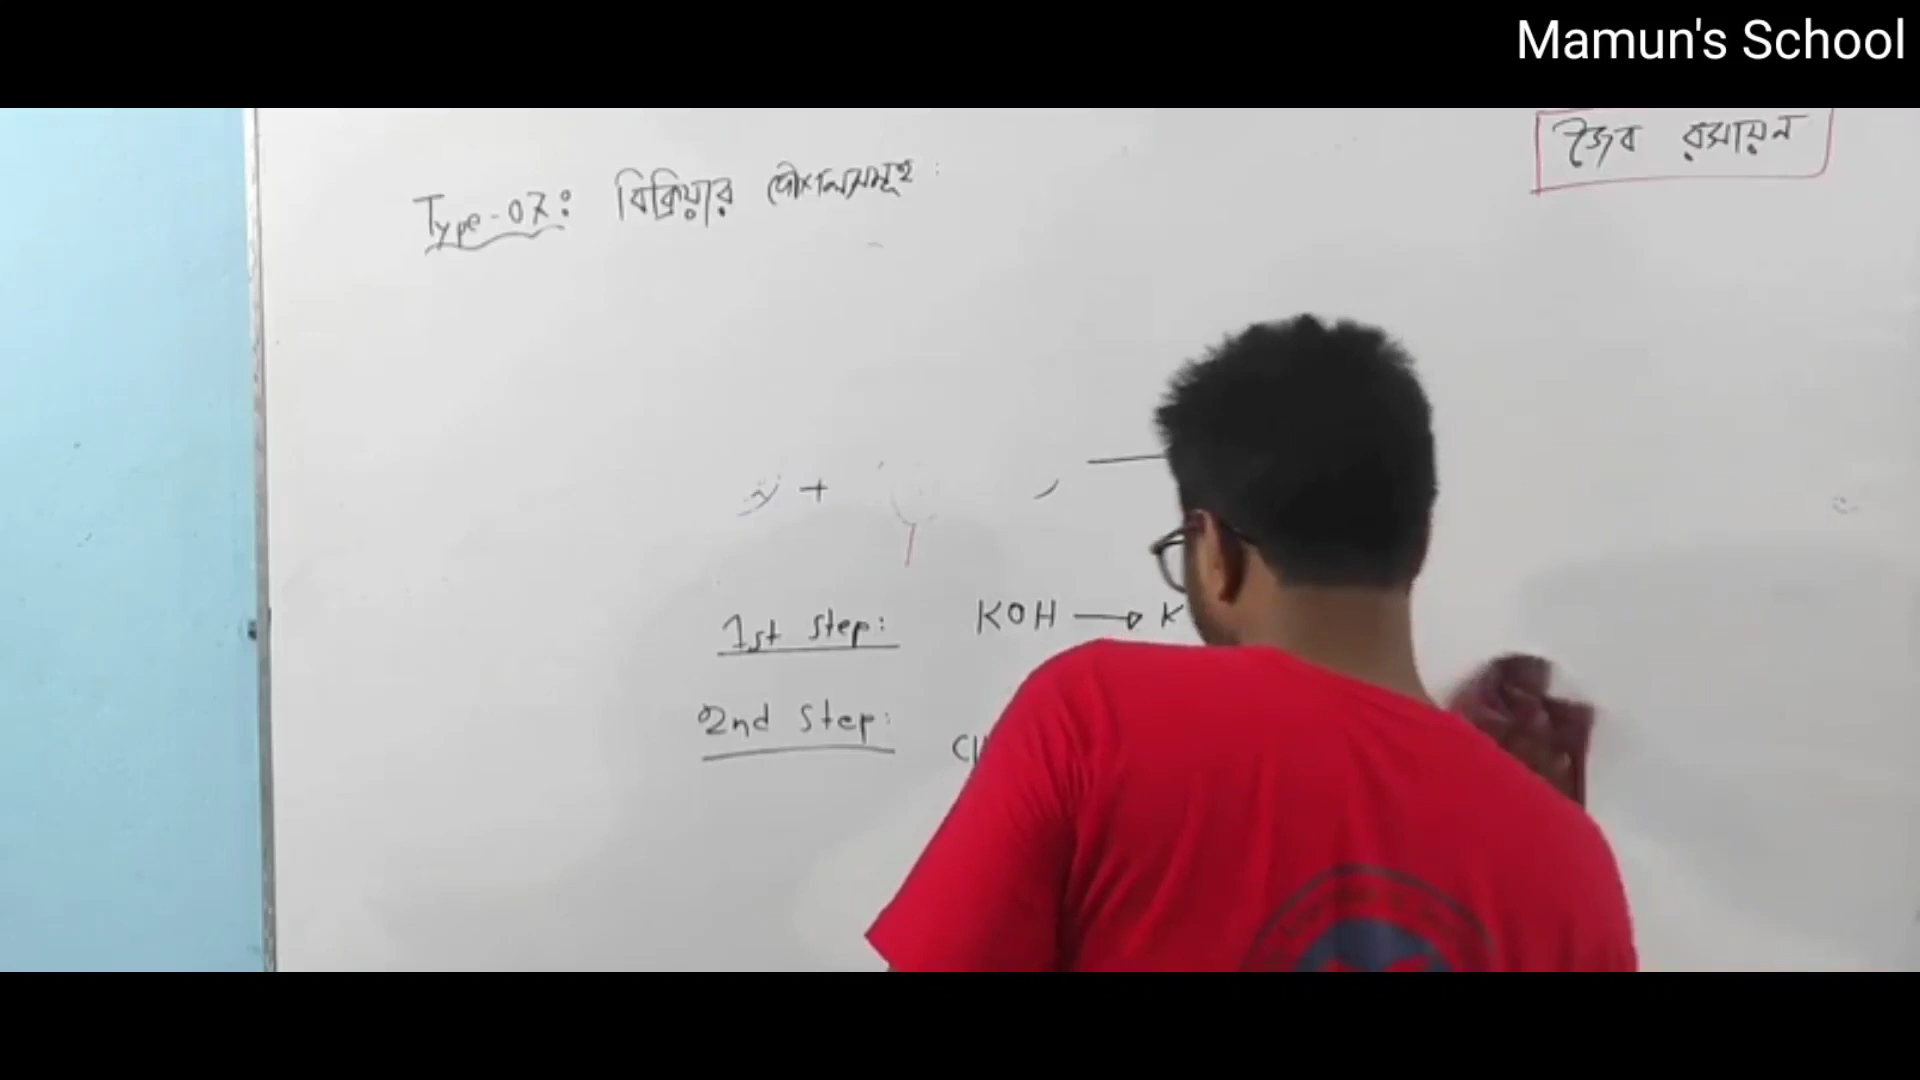 Mamun's School
জৈব রসায়ন
Type-07: বিক্রিয়ার কৌশলসমূহ:
+
1st Step: KOH → K
2nd Step: